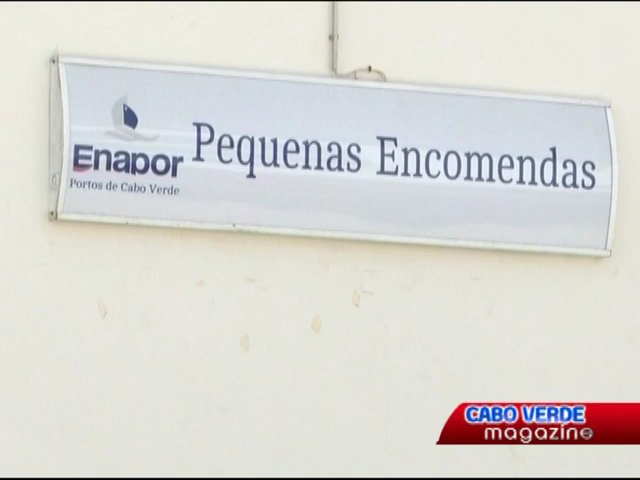 Enapor
Portos de Cabo Verde
Pequenas Encomendas
CABO VERDE
magazine